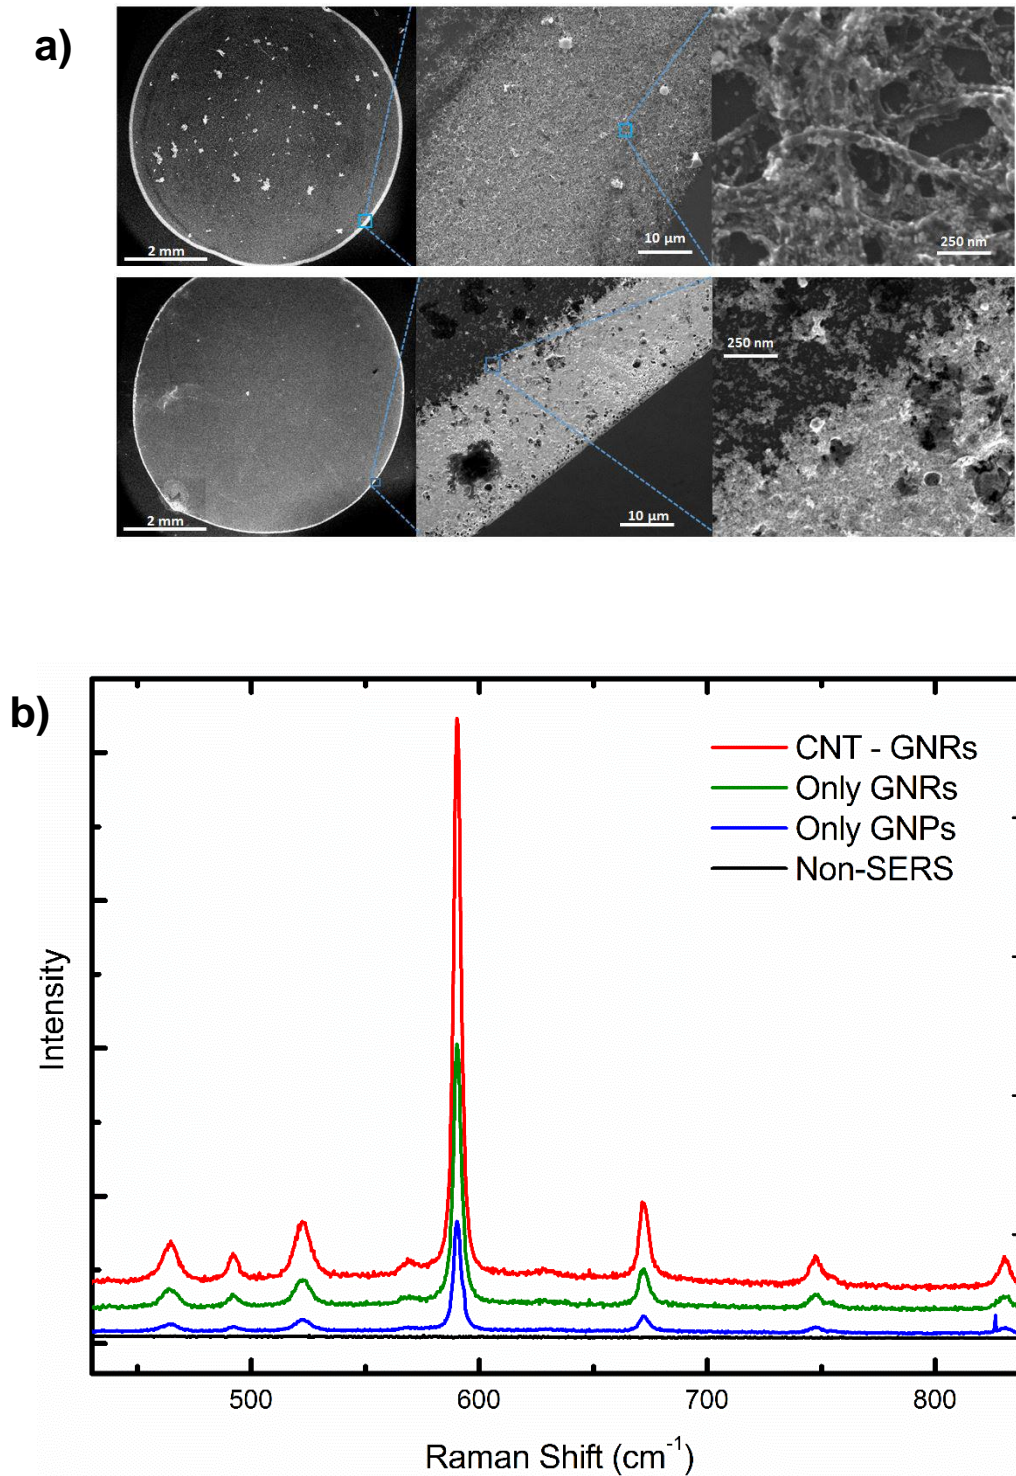 a)
2 mm
10 μm
250 nm
2 mm
10 μm
250 nm
b)
CNT - GNRs
Only GNRs
Only GNPs
Non-SERS
Intensity
500 600 700 800
Raman Shift (cm⁻¹)